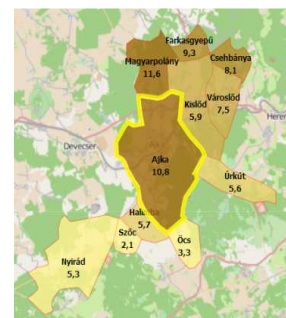 Farkasgyepű
9,3
Csehbánya
8,1
Magyarpolány
11,6
Városlőd
7,5
Kislőd
5,9
Heren
Devecser
Ajka
10,8
Úrkút
5,6
Halimba
5,7
Szőc
2,1
Öcs
3,3
Nyirád
5,3